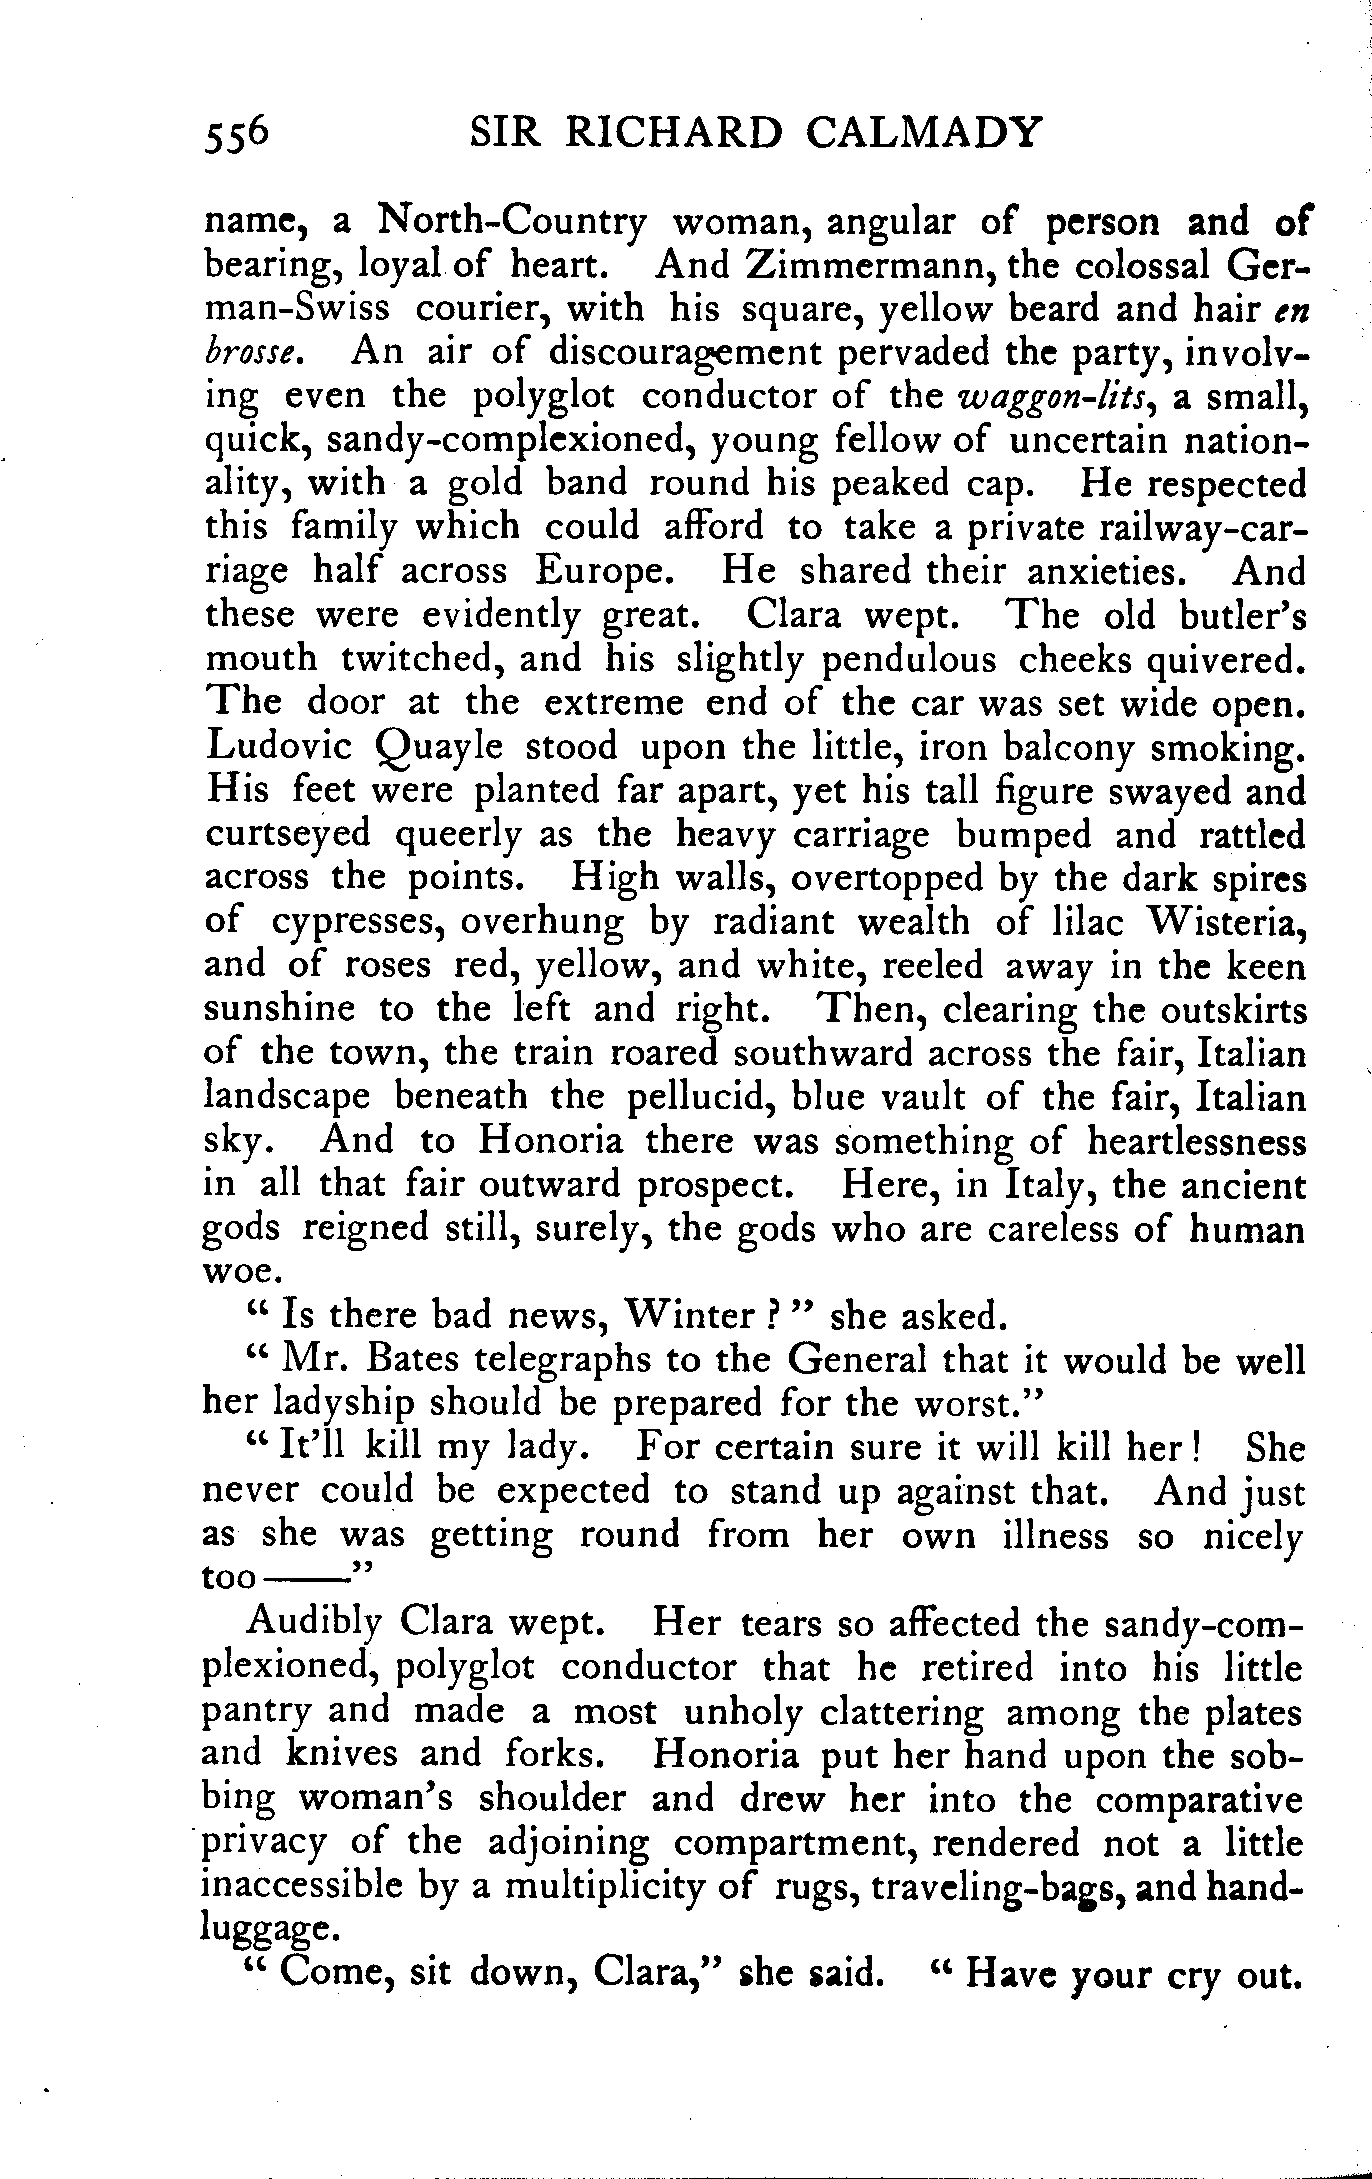 556 SIR RICHARD CALMADY
name, a North-Country woman, angular of person and of
bearing, loyal of heart. And Zimmermann, the colossal Ger-
man-Swiss courier, with his square, yellow beard and hair en
brosse. An air of discouragement pervaded the party, involv-
ing even the polyglot conductor of the waggon-lits, a small,
quick, sandy-complexioned, young fellow of uncertain nation-
ality, with a gold band round his peaked cap. He respected
this family which could afford to take a private railway-car-
riage half across Europe. He shared their anxieties. And
these were evidently great. Clara wept. The old butler's
mouth twitched, and his slightly pendulous cheeks quivered.
The door at the extreme end of the car was set wide open.
Ludovic Quayle stood upon the little, iron balcony smoking.
His feet were planted far apart, yet his tall figure swayed and
curtseyed queerly as the heavy carriage bumped and rattled
across the points. High walls, overtopped by the dark spires
of cypresses, overhung by radiant wealth of lilac Wisteria,
and of roses red, yellow, and white, reeled away in the keen
sunshine to the left and right. Then, clearing the outskirts
of the town, the train roared southward across the fair, Italian
landscape beneath the pellucid, blue vault of the fair, Italian
sky. And to Honoria there was something of heartlessness
in all that fair outward prospect. Here, in Italy, the ancient
gods reigned still, surely, the gods who are careless of human
woe.
“ Is there bad news, Winter ? ” she asked.
“ Mr. Bates telegraphs to the General that it would be well
her ladyship should be prepared for the worst.”
“ It'll kill my lady. For certain sure it will kill her ! She
never could be expected to stand up against that. And just
as she was getting round from her own illness so nicely
too——”
Audibly Clara wept. Her tears so affected the sandy-com-
plexioned, polyglot conductor that he retired into his little
pantry and made a most unholy clattering among the plates
and knives and forks. Honoria put her hand upon the sob-
bing woman's shoulder and drew her into the comparative
privacy of the adjoining compartment, rendered not a little
inaccessible by a multiplicity of rugs, traveling-bags, and hand-
luggage.
“ Come, sit down, Clara,” she said. “ Have your cry out.